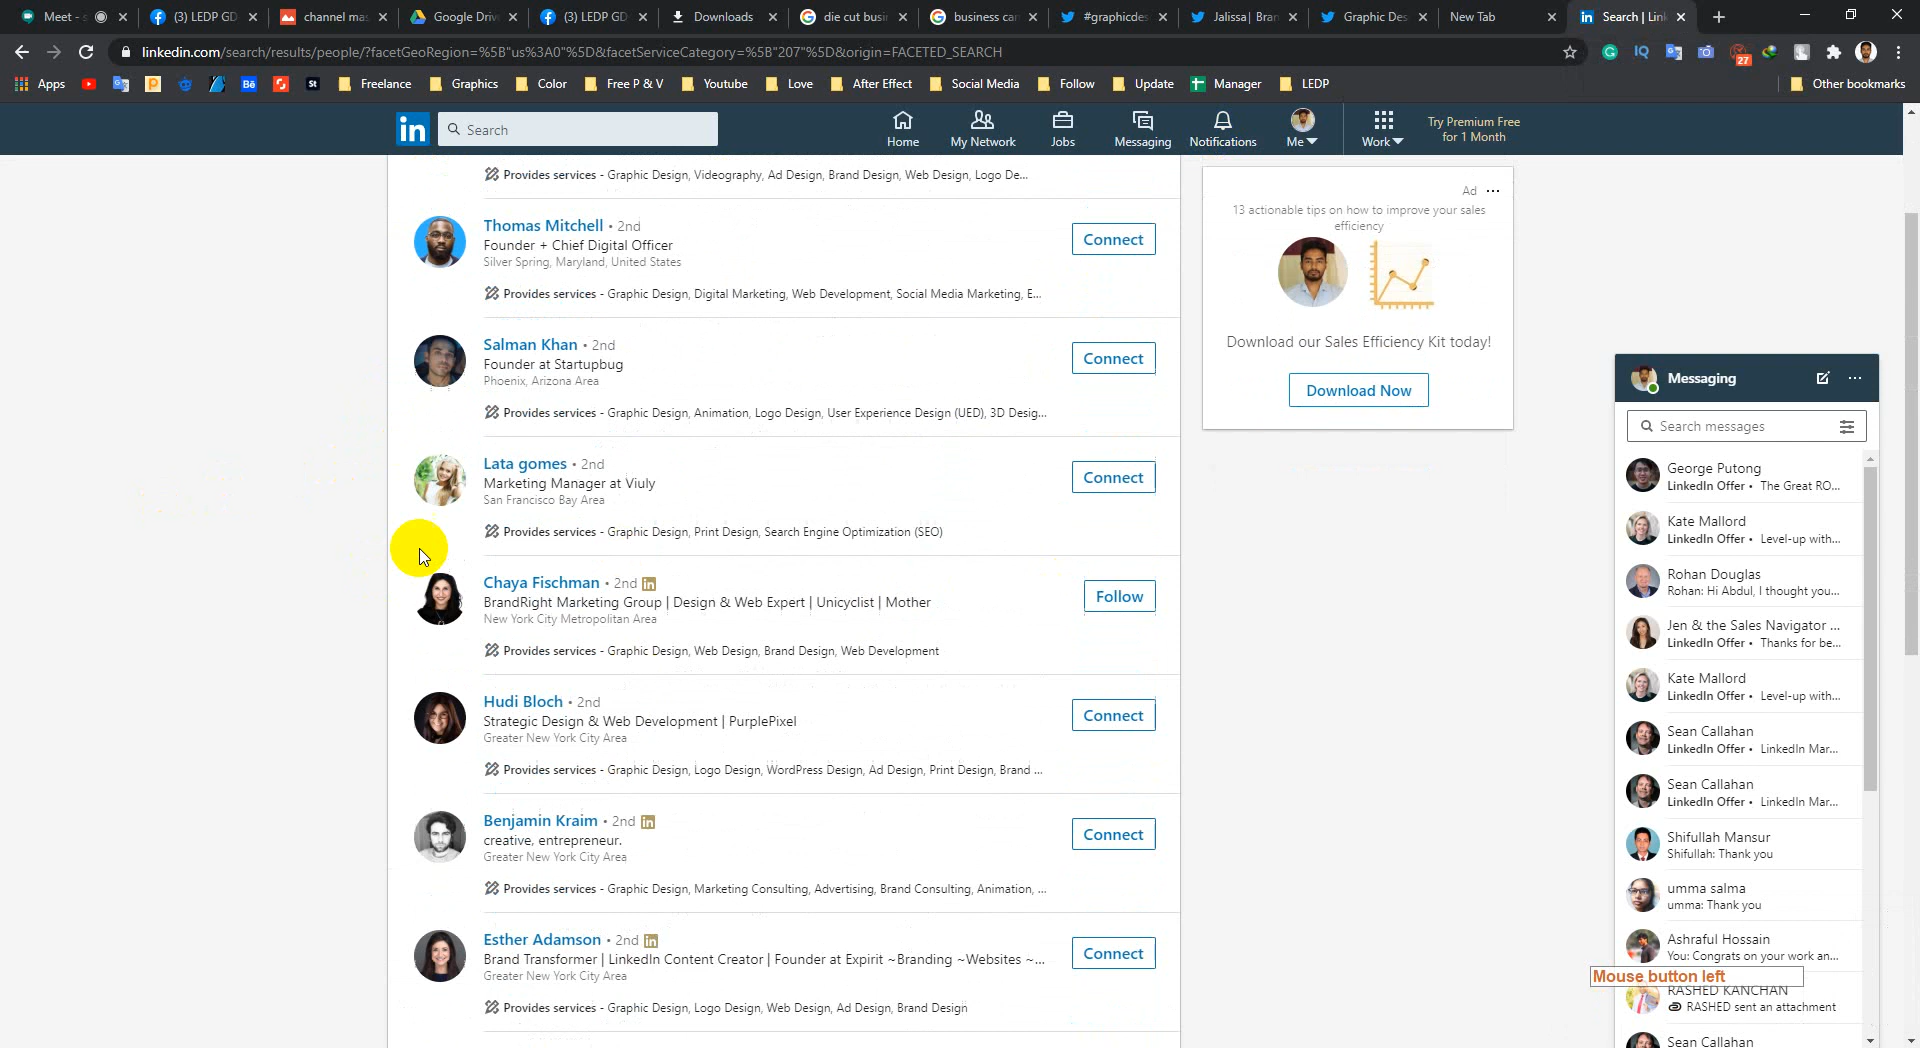 Meet - s
(3) LEDP GD
channel mas
Google Driv
(3) LEDP GD
Downloads
die cut busi
business car
#graphicdes
Jalissa| Bran
Graphic Des
New Tab
Search | Link
linkedin.com/search/results/people/?facetGeoRegion=%5B"us%3A0"%5D&facetServiceCategory=%5B"207"%5D&origin=FACETED_SEARCH
27
Apps
Freelance
Graphics
Color
Free P & V
Youtube
Love
After Effect
Social Media
Follow
Update
Manager
LEDP
Other bookmarks
in
Search
Home
My Network
Jobs
Messaging
Notifications
Me
Work
Try Premium Free
for 1 Month
Provides services - Graphic Design, Videography, Ad Design, Brand Design, Web Design, Logo De...
Thomas Mitchell • 2nd
Founder + Chief Digital Officer
Silver Spring, Maryland, United States
Provides services - Graphic Design, Digital Marketing, Web Development, Social Media Marketing, E...
Connect
Salman Khan • 2nd
Founder at Startupbug
Phoenix, Arizona Area
Provides services - Graphic Design, Animation, Logo Design, User Experience Design (UED), 3D Desig...
Connect
Lata gomes • 2nd
Marketing Manager at Viuly
San Francisco Bay Area
Provides services - Graphic Design, Print Design, Search Engine Optimization (SEO)
Connect
Chaya Fischman • 2nd
BrandRight Marketing Group | Design & Web Expert | Unicyclist | Mother
New York City Metropolitan Area
Provides services - Graphic Design, Web Design, Brand Design, Web Development
Follow
Hudi Bloch • 2nd
Strategic Design & Web Development | PurplePixel
Greater New York City Area
Provides services - Graphic Design, Logo Design, WordPress Design, Ad Design, Print Design, Brand ...
Connect
Benjamin Kraim • 2nd
creative, entrepreneur.
Greater New York City Area
Provides services - Graphic Design, Marketing Consulting, Advertising, Brand Consulting, Animation, ...
Connect
Esther Adamson • 2nd
Brand Transformer | LinkedIn Content Creator | Founder at Expirit ~Branding ~Websites ~...
Greater New York City Area
Provides services - Graphic Design, Logo Design, Web Design, Ad Design, Brand Design
Connect
Ad ...
13 actionable tips on how to improve your sales
efficiency
Download our Sales Efficiency Kit today!
Download Now
Messaging
Search messages
George Putong
LinkedIn Offer • The Great RO...
Kate Mallord
LinkedIn Offer • Level-up with...
Rohan Douglas
Rohan: Hi Abdul, I thought you...
Jen & the Sales Navigator ...
LinkedIn Offer • Thanks for be...
Kate Mallord
LinkedIn Offer • Level-up with...
Sean Callahan
LinkedIn Offer • LinkedIn Mar...
Sean Callahan
LinkedIn Offer • LinkedIn Mar...
Shifullah Mansur
Shifullah: Thank you
umma salma
umma: Thank you
Ashraful Hossain
You: Congrats on your work an...
Mouse button left
RASHED KANCHAN
RASHED sent an attachment
Sean Callahan